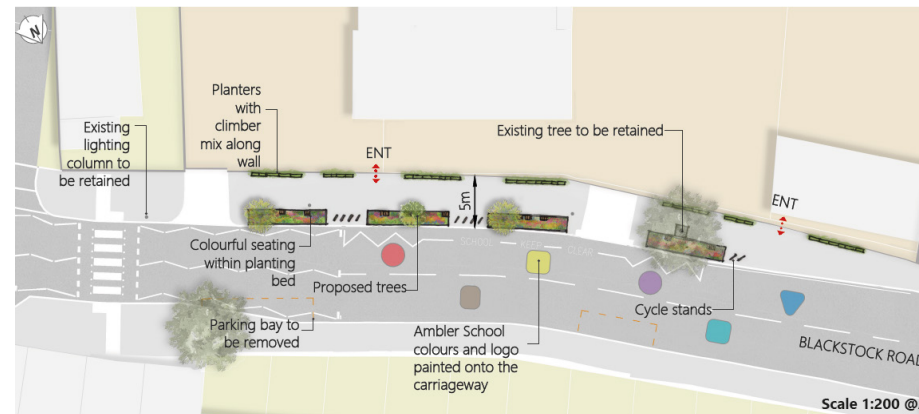 N
Planters
with
climber
mix along
wall
Existing
lighting
column to
be retained
ENT
Existing tree to be retained
5m
ENT
SCHOOL KEEP CLEAR
Colourful seating
within planting
bed
Proposed trees
Cycle stands
Parking bay to
be removed
Ambler School
colours and logo
painted onto the
carriageway
BLACKSTOCK ROAD
Scale 1:200 @